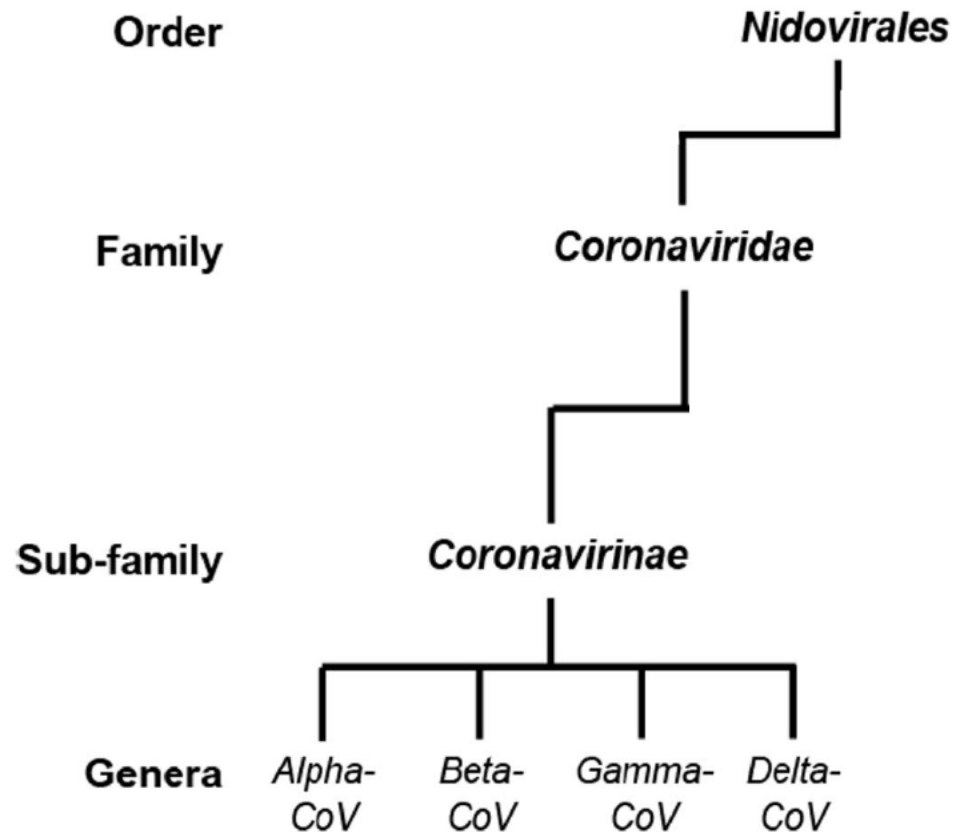 Order
Nidovirales
Family
Coronaviridae
Sub-family
Coronavirinae
Genera
Alpha-
CoV
Beta-
CoV
Gamma-
CoV
Delta-
CoV